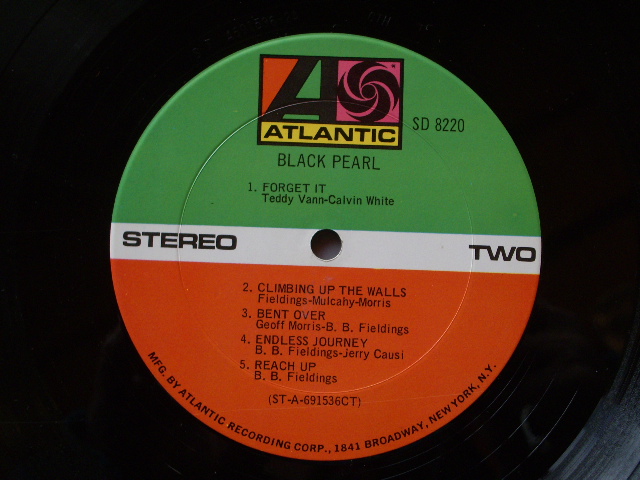 ATLANTIC
SD 8220
BLACK PEARL
1. FORGET IT
Teddy Vann-Calvin White
STEREO
TWO
2. CLIMBING UP THE WALLS
Fieldings-Mulcahy-Morris
3. BENT OVER
Geoff Morris-B. B. Fieldings
4. ENDLESS JOURNEY
B. B. Fieldings-Jerry Causi
5. REACH UP
B. B. Fieldings
(ST-A-691536CT)
MFG. BY ATLANTIC RECORDING CORP., 1841 BROADWAY, NEW YORK, N.Y.